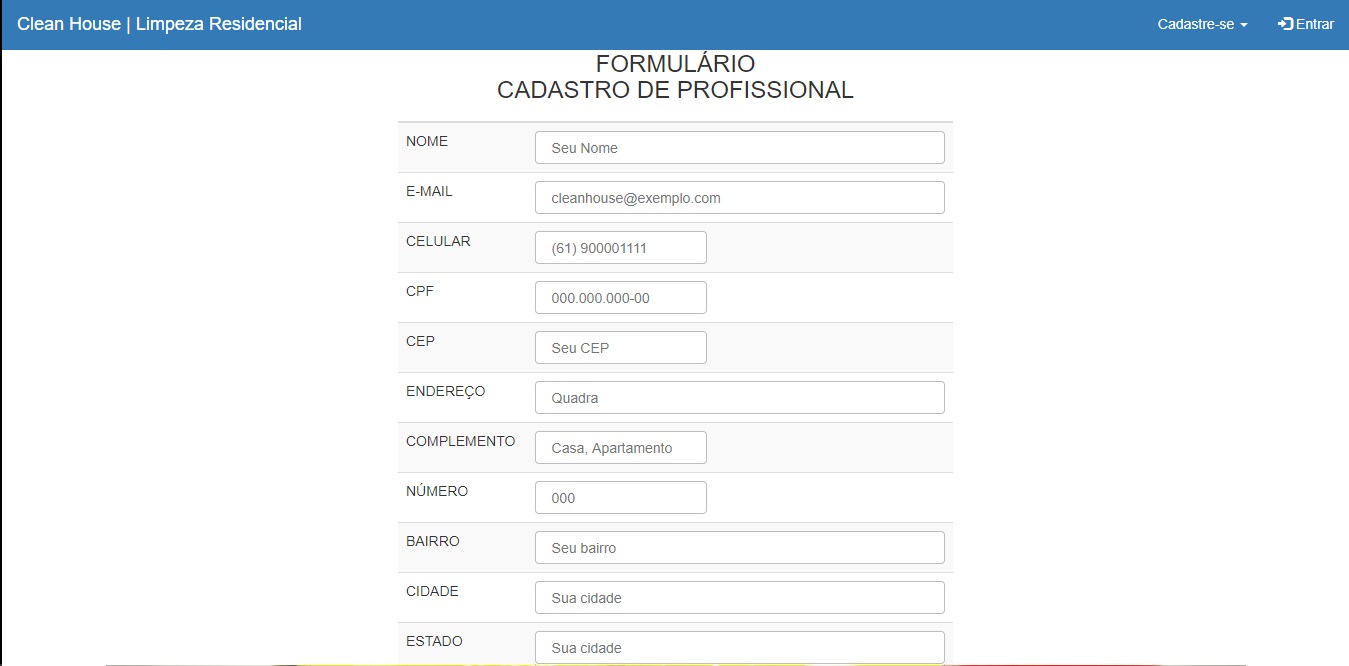 Clean House | Limpeza Residencial
Cadastre-se
Entrar
FORMULÁRIO
CADASTRO DE PROFISSIONAL
NOME
Seu Nome
E-MAIL
cleanhouse@exemplo.com
CELULAR
(61) 900001111
CPF
000.000.000-00
CEP
Seu CEP
ENDEREÇO
Quadra
COMPLEMENTO
Casa, Apartamento
NÚMERO
000
BAIRRO
Seu bairro
CIDADE
Sua cidade
ESTADO
Sua cidade